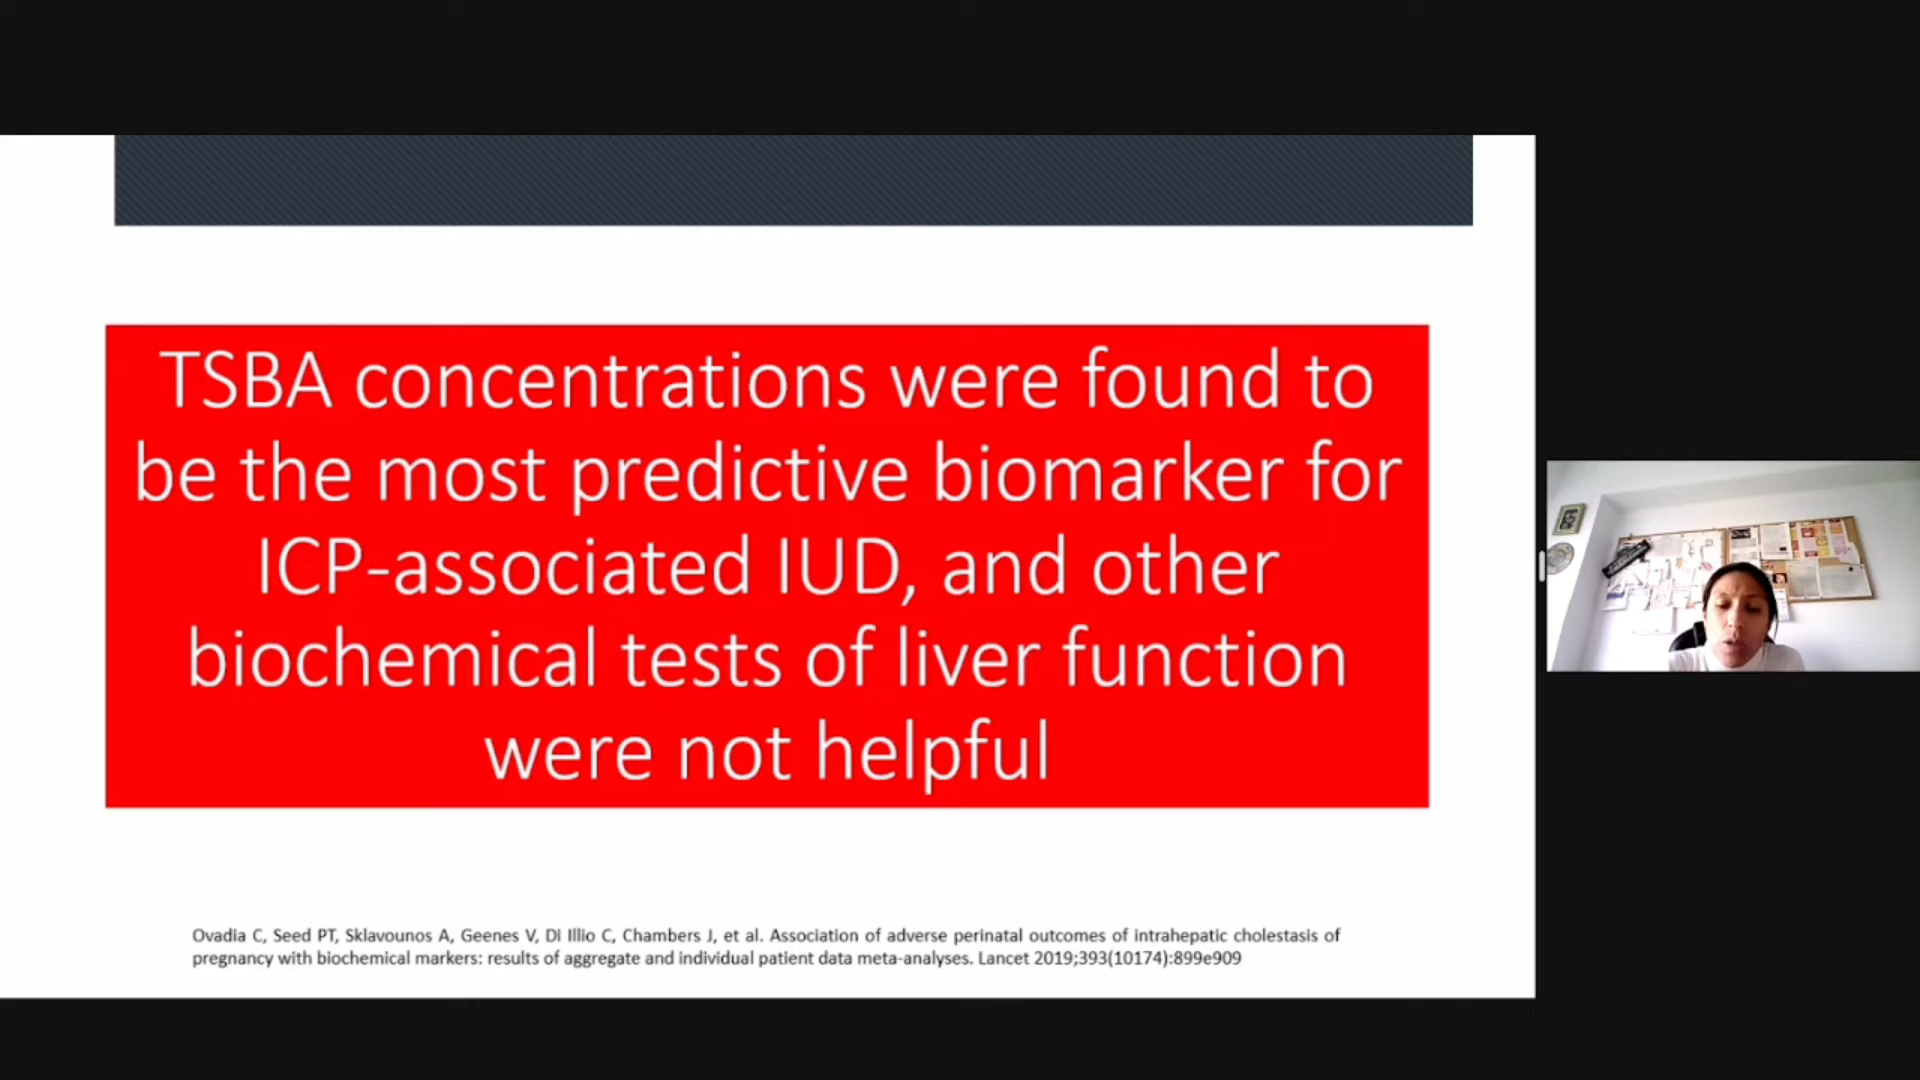 TSBA concentrations were found to
be the most predictive biomarker for
ICP-associated IUD, and other
biochemical tests of liver function
were not helpful
Ovadia C, Seed PT, Sklavounos A, Geenes V, DI Illio C, Chambers J, et al. Association of adverse perinatal outcomes of intrahepatic cholestasis of
pregnancy with biochemical markers: results of aggregate and individual patient data meta-analyses. Lancet 2019;393(10174):899e909